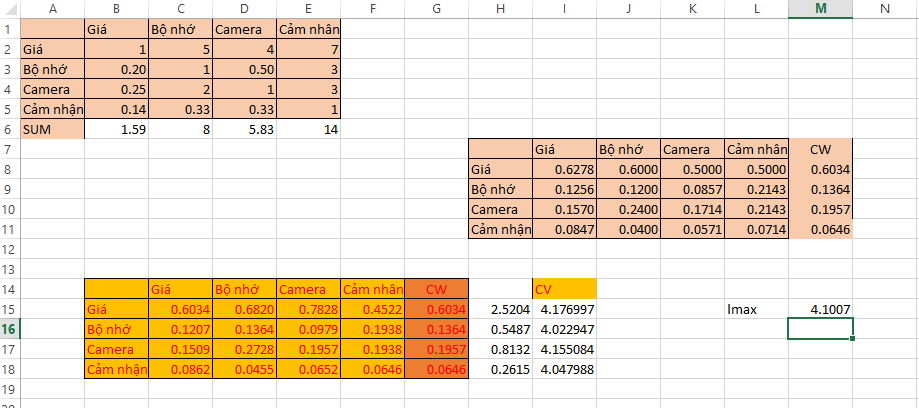 A B C D E F G H I J K L M N
1 Giá Bộ nhớ Camera Cảm nhân
2 Giá 1 5 4 7
3 Bộ nhớ 0.20 1 0.50 3
4 Camera 0.25 2 1 3
5 Cảm nhận 0.14 0.33 0.33 1
6 SUM 1.59 8 5.83 14
7 Giá Bộ nhớ Camera Cảm nhân CW
8 Giá 0.6278 0.6000 0.5000 0.5000 0.6034
9 Bộ nhớ 0.1256 0.1200 0.0857 0.2143 0.1364
10 Camera 0.1570 0.2400 0.1714 0.2143 0.1957
11 Cảm nhận 0.0847 0.0400 0.0571 0.0714 0.0646
12
13
14 Giá Bộ nhớ Camera Cảm nhân CW CV
15 Giá 0.6034 0.6820 0.7828 0.4522 0.6034 2.5204 4.176997 lmax 4.1007
16 Bộ nhớ 0.1207 0.1364 0.0979 0.1938 0.1364 0.5487 4.022947
17 Camera 0.1509 0.2728 0.1957 0.1938 0.1957 0.8132 4.155084
18 Cảm nhận 0.0862 0.0455 0.0652 0.0646 0.0646 0.2615 4.047988
19
20